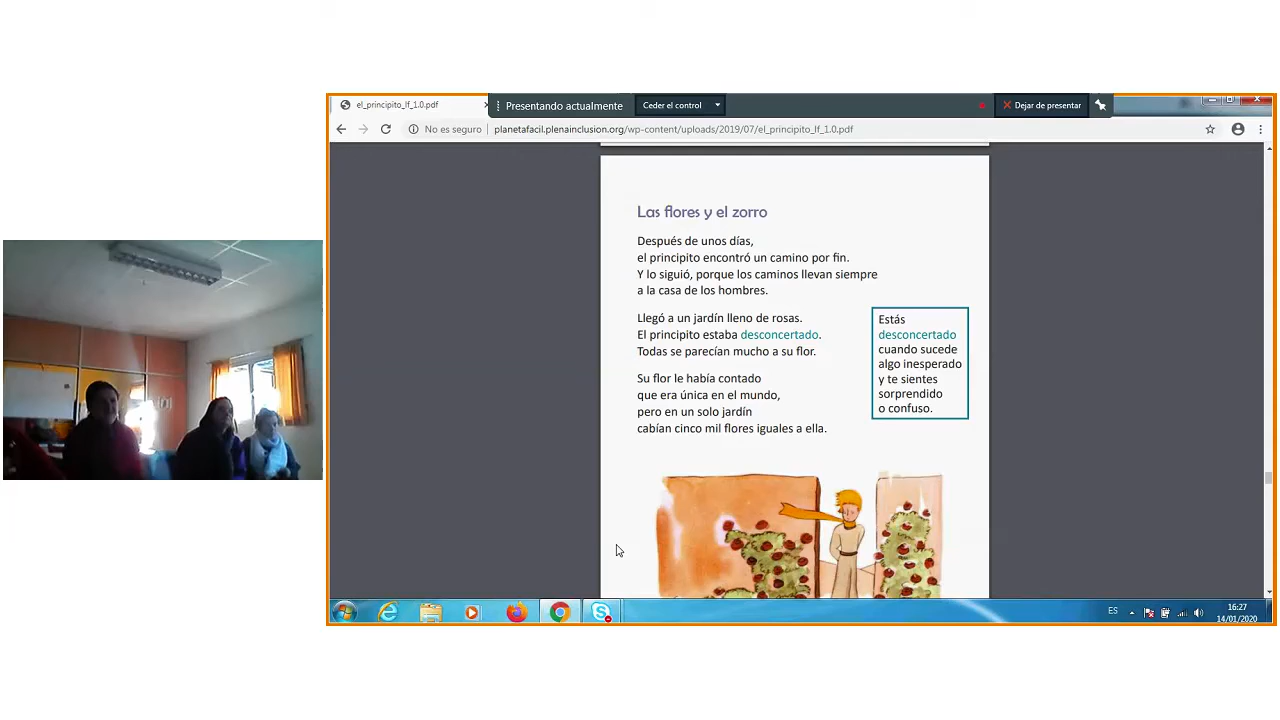 el_principito_lf_1.0.pdf
Presentando actualmente
Ceder el control
Dejar de presentar
No es seguro
planetafacil.plenainclusion.org/wp-content/uploads/2019/07/el_principito_lf_1.0.pdf
Las flores y el zorro
Después de unos días,
el principito encontró un camino por fin.
Y lo siguió, porque los caminos llevan siempre
a la casa de los hombres.
Llegó a un jardín lleno de rosas.
El principito estaba desconcertado.
Todas se parecían mucho a su flor.
Su flor le había contado
que era única en el mundo,
pero en un solo jardín
cabían cinco mil flores iguales a ella.
Estás
desconcertado
cuando sucede
algo inesperado
y te sientes
sorprendido
o confuso.
ES
16:27
14/01/2020